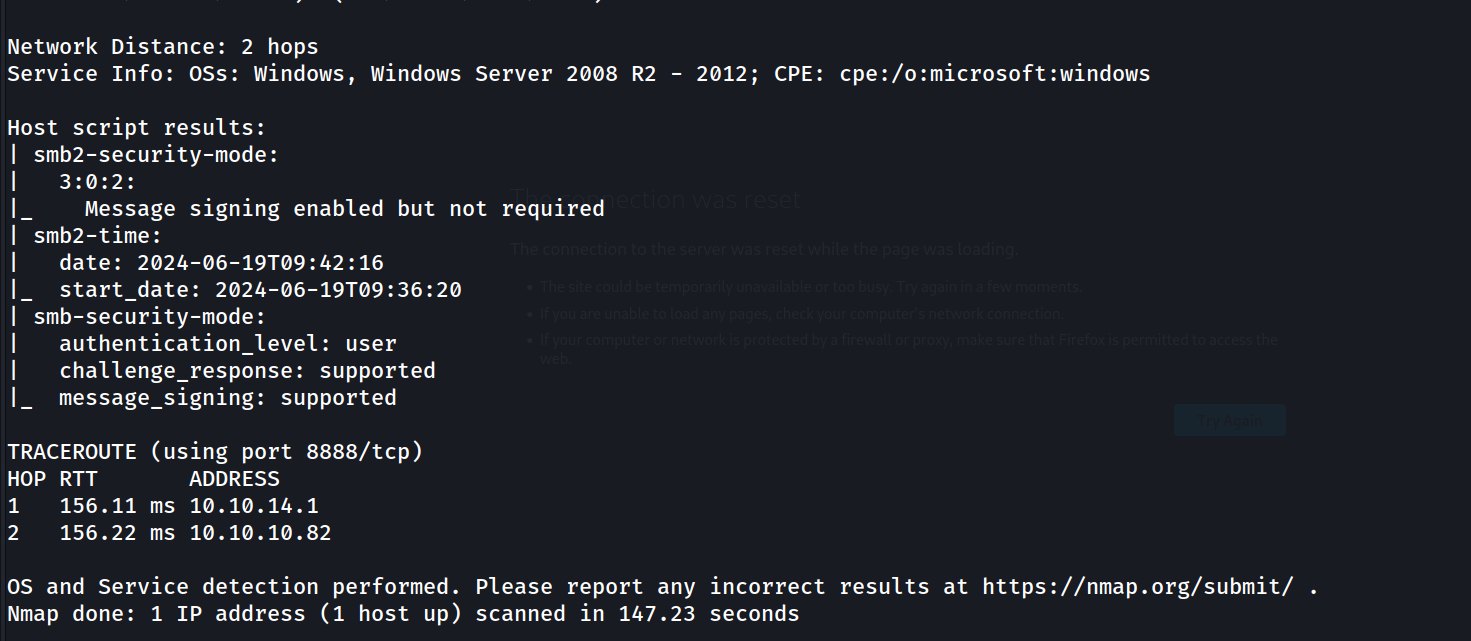 Network Distance: 2 hops
Service Info: OSs: Windows, Windows Server 2008 R2 - 2012; CPE: cpe:/o:microsoft:windows
Host script results:
| smb2-security-mode:
|   3:0:2:
|_    Message signing enabled but not required
| smb2-time:
|   date: 2024-06-19T09:42:16
|_  start_date: 2024-06-19T09:36:20
| smb-security-mode:
|   authentication_level: user
|   challenge_response: supported
|_  message_signing: supported
TRACEROUTE (using port 8888/tcp)
HOP RTT       ADDRESS
1   156.11 ms 10.10.14.1
2   156.22 ms 10.10.10.82
OS and Service detection performed. Please report any incorrect results at https://nmap.org/submit/ .
Nmap done: 1 IP address (1 host up) scanned in 147.23 seconds
The connection was reset
The connection to the server was reset while the page was loading.
• The site could be temporarily unavailable or too busy. Try again in a few moments.
• If you are unable to load any pages, check your computer's network connection.
• If your computer or network is protected by a firewall or proxy, make sure that Firefox is permitted to access the
web.
Try Again